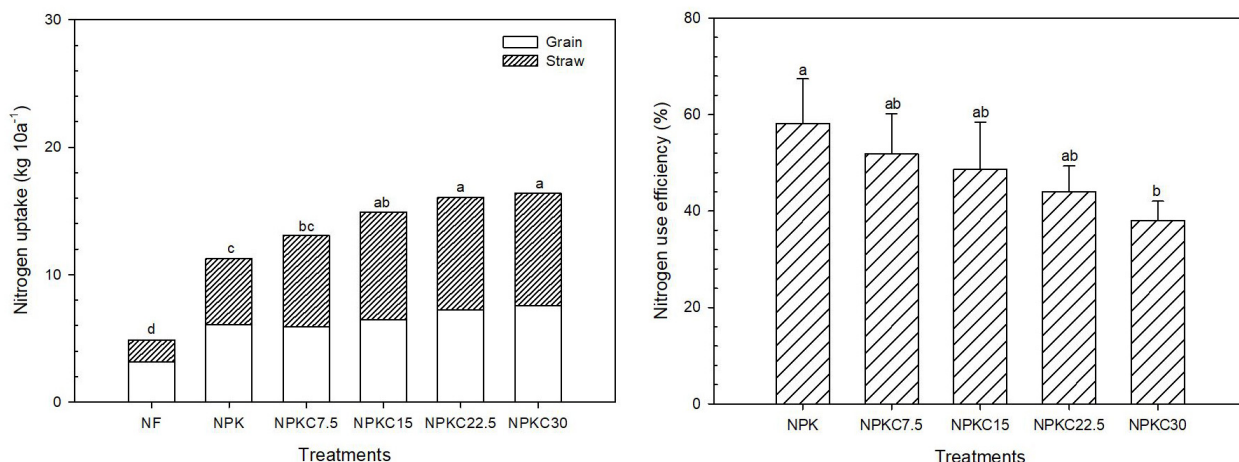 30
20
10
0
Nitrogen uptake (kg 10a⁻¹)
Grain
Straw
d
c
bc
ab
a
a
NF NPK NPKC7.5 NPKC15 NPKC22.5 NPKC30
Treatments
80
60
40
20
0
Nitrogen use efficiency (%)
a
ab
ab
ab
b
NPK NPKC7.5 NPKC15 NPKC22.5 NPKC30
Treatments